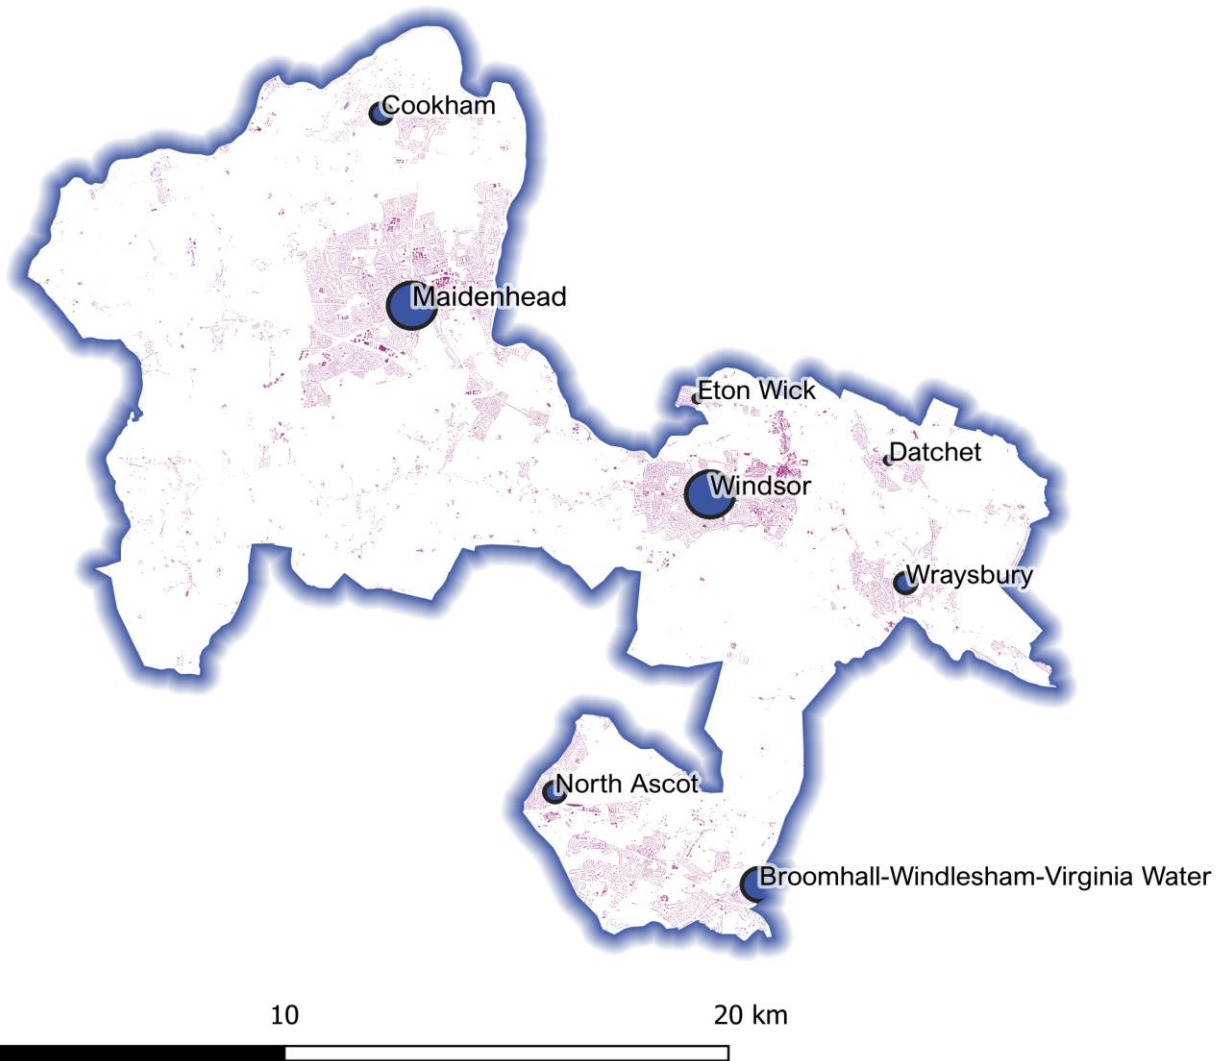 Cookham
Maidenhead
Eton Wick
Datchet
Windsor
Wraysbury
North Ascot
Broomhall-Windlesham-Virginia Water
10 20 km